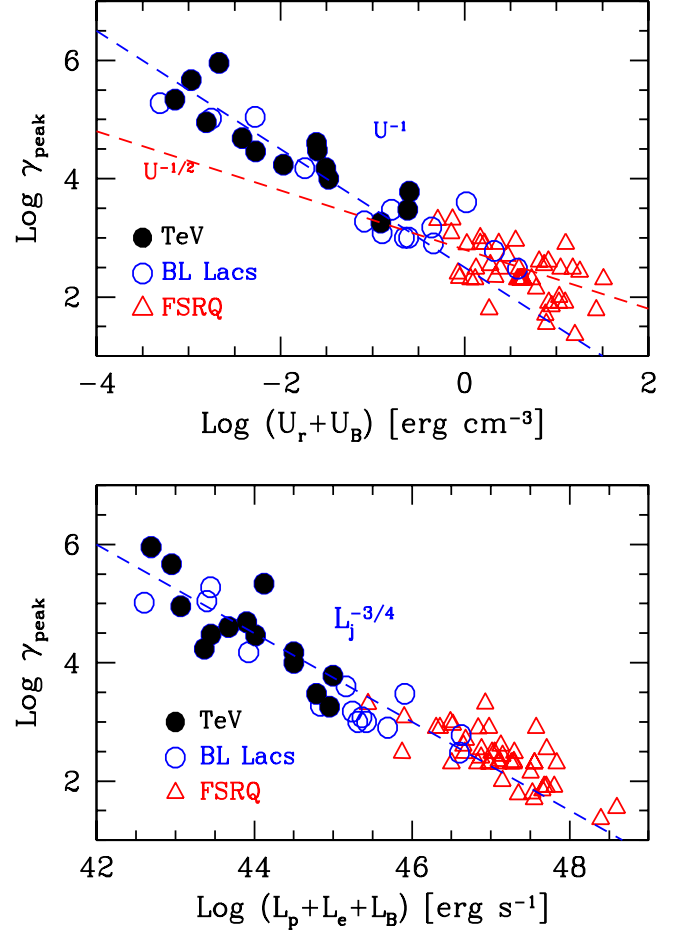 6
4
2
Log γpeak
U⁻¹
U⁻¹/²
TeV
BL Lacs
FSRQ
−4 −2 0 2
Log (Uᵣ+U_B) [erg cm⁻³]
6
4
2
Log γpeak
Lⱼ⁻³/⁴
TeV
BL Lacs
FSRQ
42 44 46 48
Log (Lₚ+Lₑ+L_B) [erg s⁻¹]